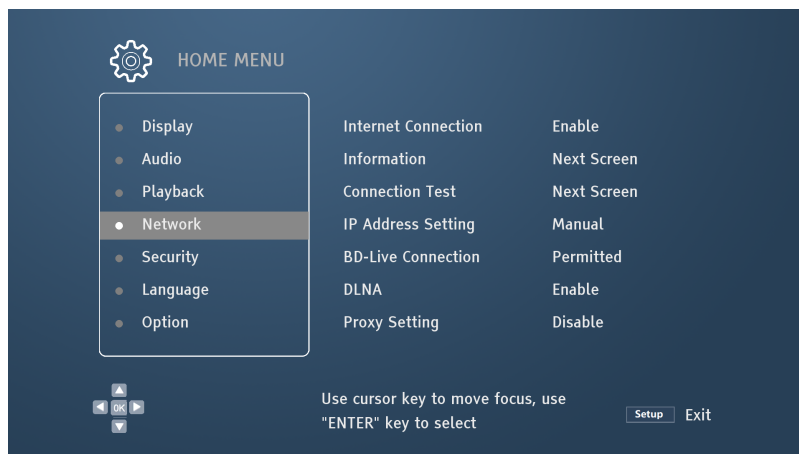 HOME MENU
Display
Audio
Playback
Network
Security
Language
Option
Internet Connection Enable
Information Next Screen
Connection Test Next Screen
IP Address Setting Manual
BD-Live Connection Permitted
DLNA Enable
Proxy Setting Disable
OK
Use cursor key to move focus, use
"ENTER" key to select
Setup Exit